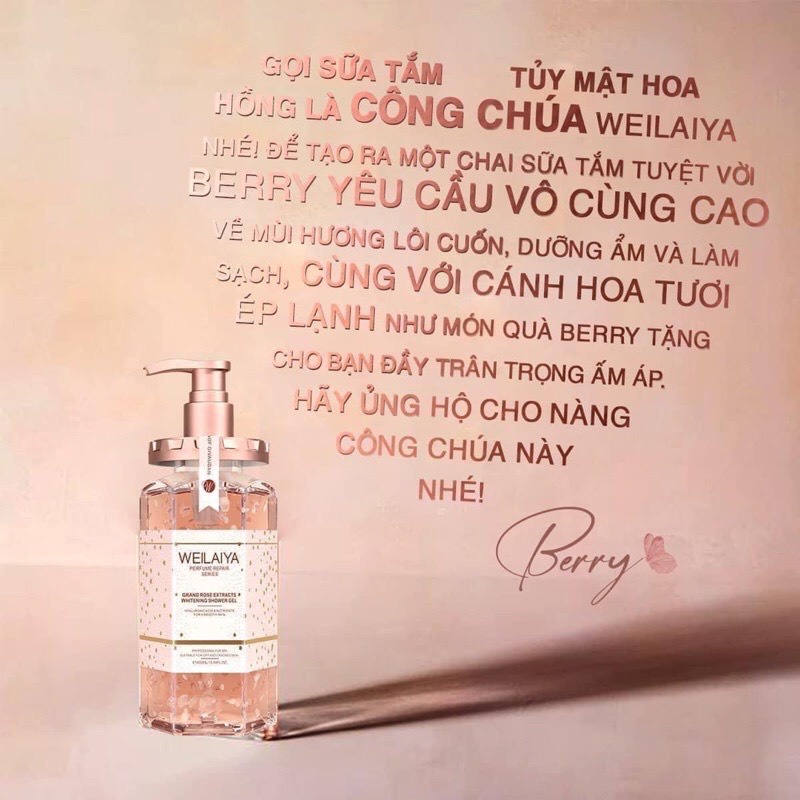 GỌI SỮA TẮM TỦY MẬT HOA
HỒNG LÀ CÔNG CHÚA WEILAIYA
NHÉ! ĐỂ TẠO RA MỘT CHAI SỮA TẮM TUYỆT VỜI
BERRY YÊU CẦU VÔ CÙNG CAO
VỀ MÙI HƯƠNG LÔI CUỐN, DƯỠNG ẨM VÀ LÀM
SẠCH, CÙNG VỚI CÁNH HOA TƯƠI
ÉP LẠNH NHƯ MÓN QUÀ BERRY TẶNG
CHO BẠN ĐẦY TRÂN TRỌNG ẤM ÁP.
HÃY ỦNG HỘ CHO NÀNG
CÔNG CHÚA NÀY
NHÉ!
Berry
WEILAIYA
PERFUME REPAIR
SERIES
GRAND ROSE EXTRACTS
WHITENING SHOWER GEL